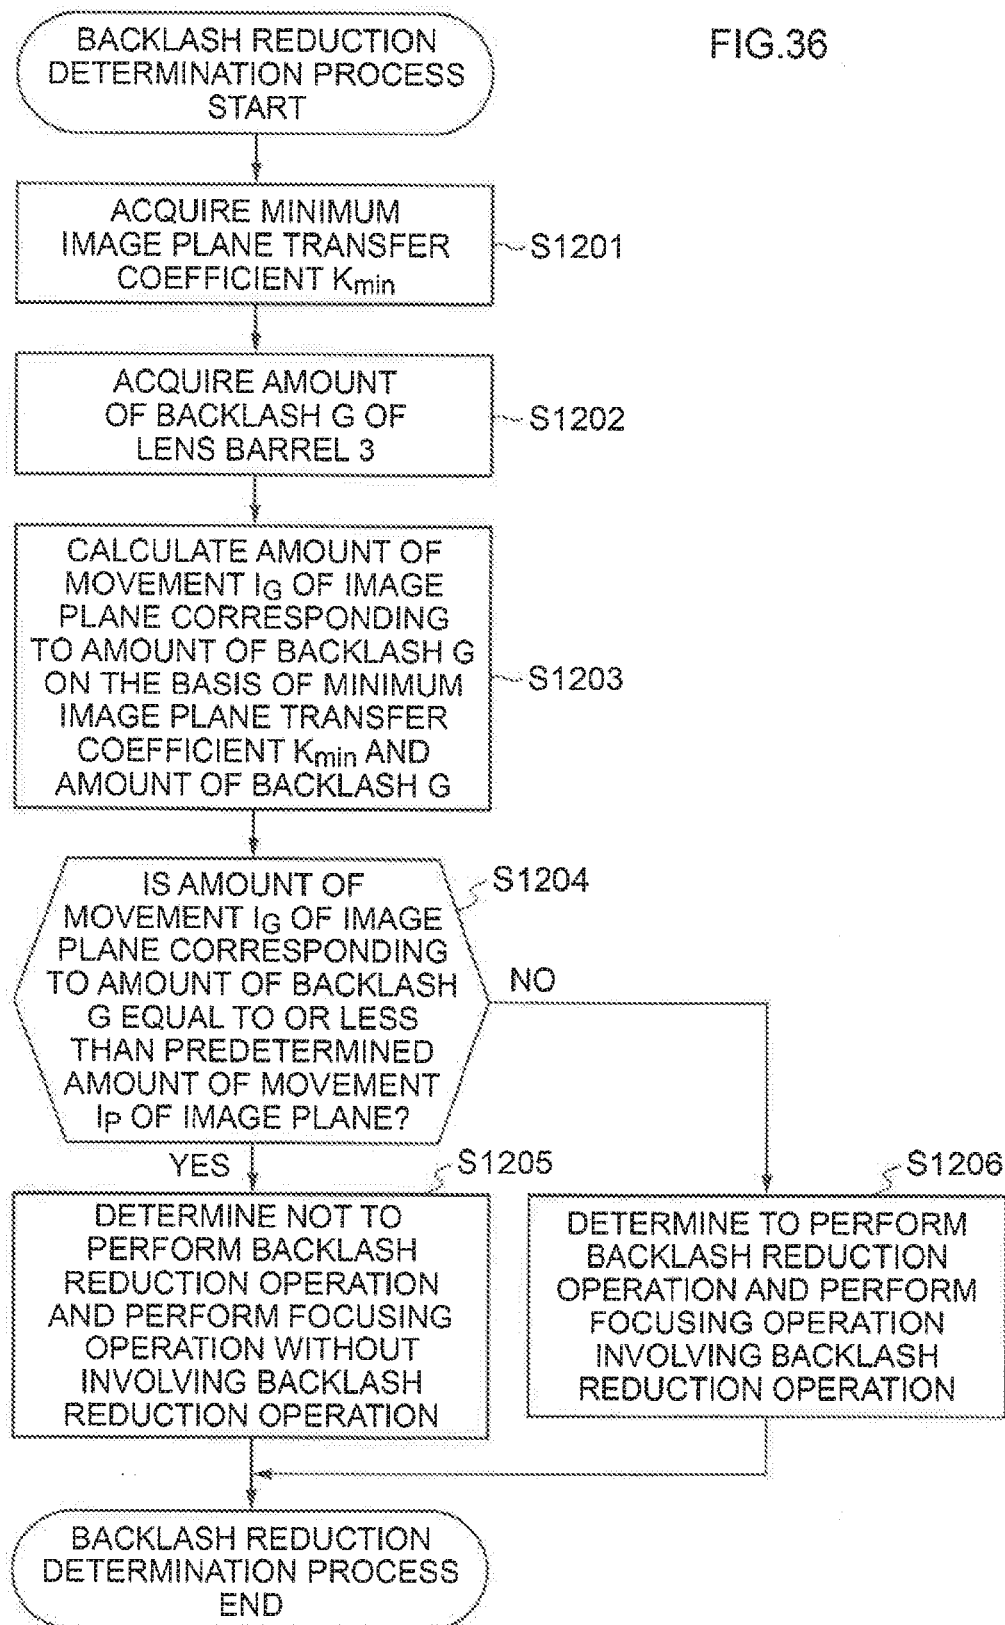 BACKLASH REDUCTION
DETERMINATION PROCESS
START
FIG.36
ACQUIRE MINIMUM
IMAGE PLANE TRANSFER
COEFFICIENT Kmin
S1201
ACQUIRE AMOUNT
OF BACKLASH G OF
LENS BARREL 3
S1202
CALCULATE AMOUNT OF
MOVEMENT IG OF IMAGE
PLANE CORRESPONDING
TO AMOUNT OF BACKLASH G
ON THE BASIS OF MINIMUM
IMAGE PLANE TRANSFER
COEFFICIENT Kmin AND
AMOUNT OF BACKLASH G
S1203
IS AMOUNT OF
MOVEMENT IG OF IMAGE
PLANE CORRESPONDING
TO AMOUNT OF BACKLASH
G EQUAL TO OR LESS
THAN PREDETERMINED
AMOUNT OF MOVEMENT
IP OF IMAGE PLANE?
S1204
NO
YES
S1205
DETERMINE NOT TO
PERFORM BACKLASH
REDUCTION OPERATION
AND PERFORM FOCUSING
OPERATION WITHOUT
INVOLVING BACKLASH
REDUCTION OPERATION
S1206
DETERMINE TO PERFORM
BACKLASH REDUCTION
OPERATION AND PERFORM
FOCUSING OPERATION
INVOLVING BACKLASH
REDUCTION OPERATION
BACKLASH REDUCTION
DETERMINATION PROCESS
END